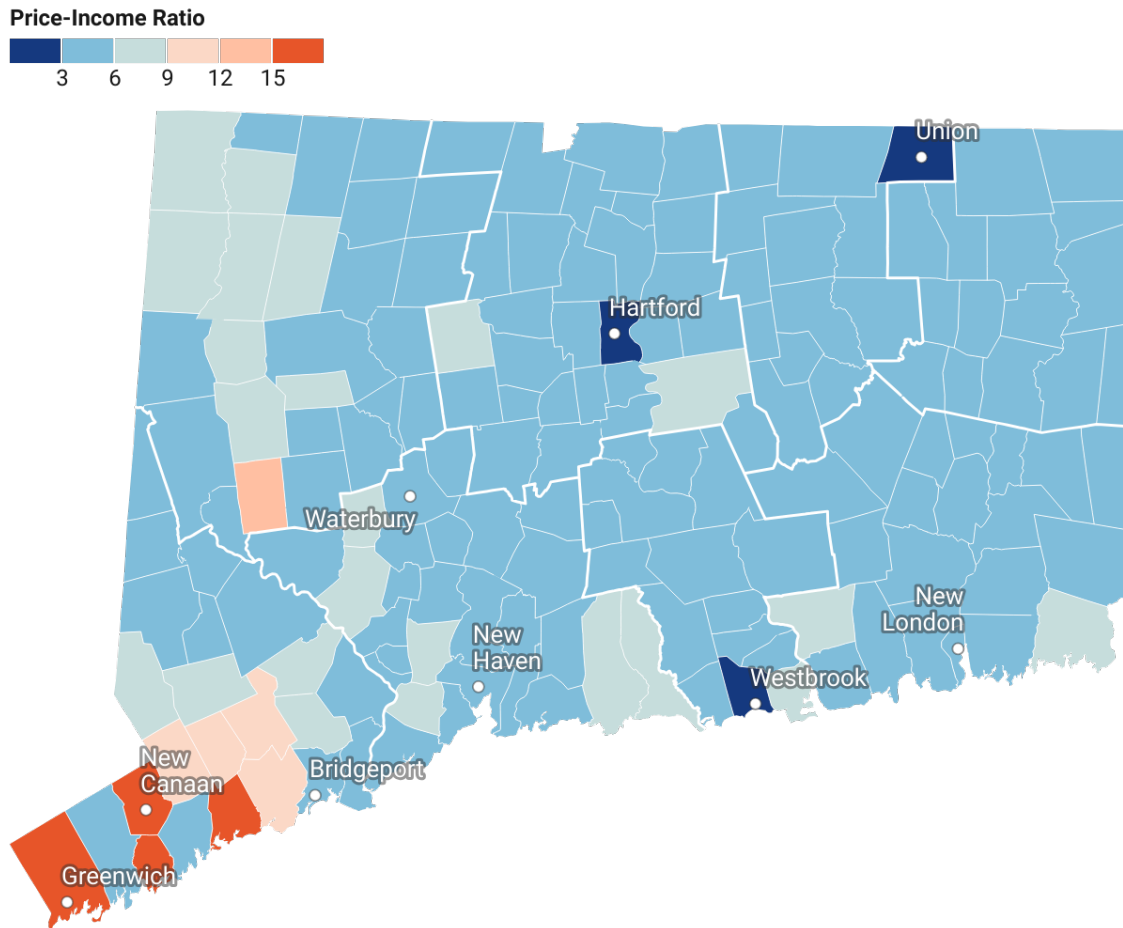 Price-Income Ratio
3 6 9 12 15
Union
Hartford
Waterbury
New
London
New
Haven
Westbrook
New
Canaan
Bridgeport
Greenwich